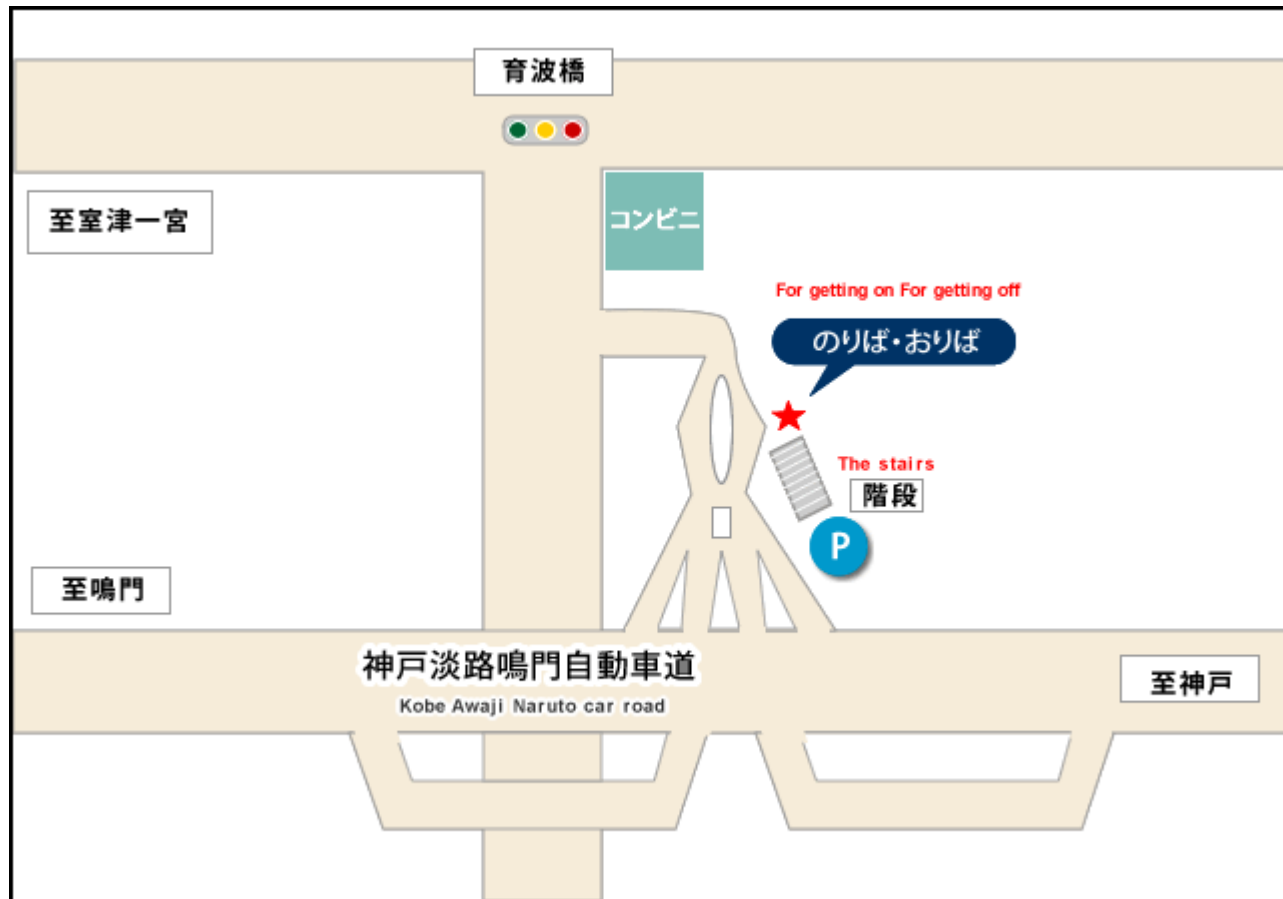 育波橋
至室津一宮
コンビニ
For getting on For getting off
のりば・おりば
The stairs
階段
P
至鳴門
神戸淡路鳴門自動車道
Kobe Awaji Naruto car road
至神戸